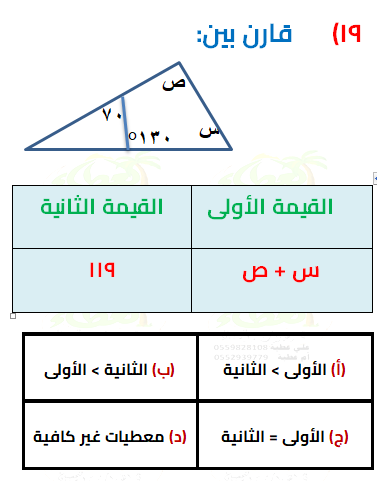 ١٩) قارن بين:
ص
٧٠
س
١٣٠°
القيمة الأولى القيمة الثانية
س + ص ١١٩
(أ) الأولى > الثانية (ب) الثانية > الأولى
(ج) الأولى = الثانية (د) معطيات غير كافية